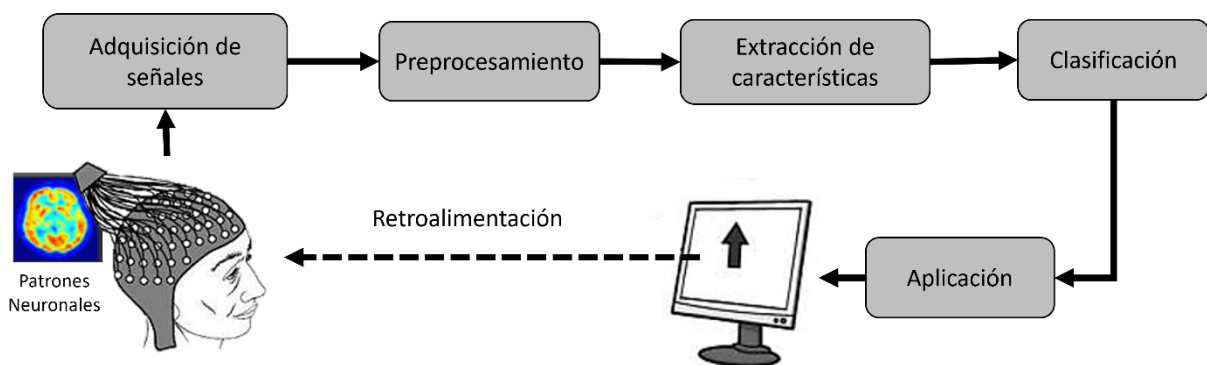 Adquisición de
señales
Preprocesamiento
Extracción de
características
Clasificación
Retroalimentación
Aplicación
Patrones
Neuronales